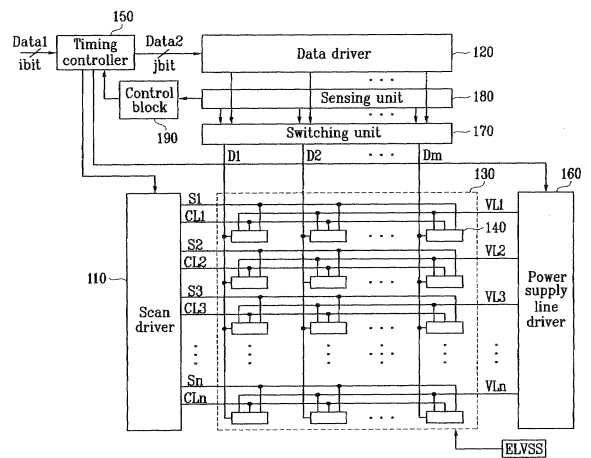 150
Data1
ibit
Timing
controller
Data2
jbit
Data driver
120
Control
block
190
Sensing unit
180
Switching unit
170
D1
D2
Dm
130
160
110
Scan
driver
S1
CL1
VL1
140
S2
CL2
VL2
S3
CL3
VL3
Sn
CLn
VLn
Power
supply
line
driver
ELVSS